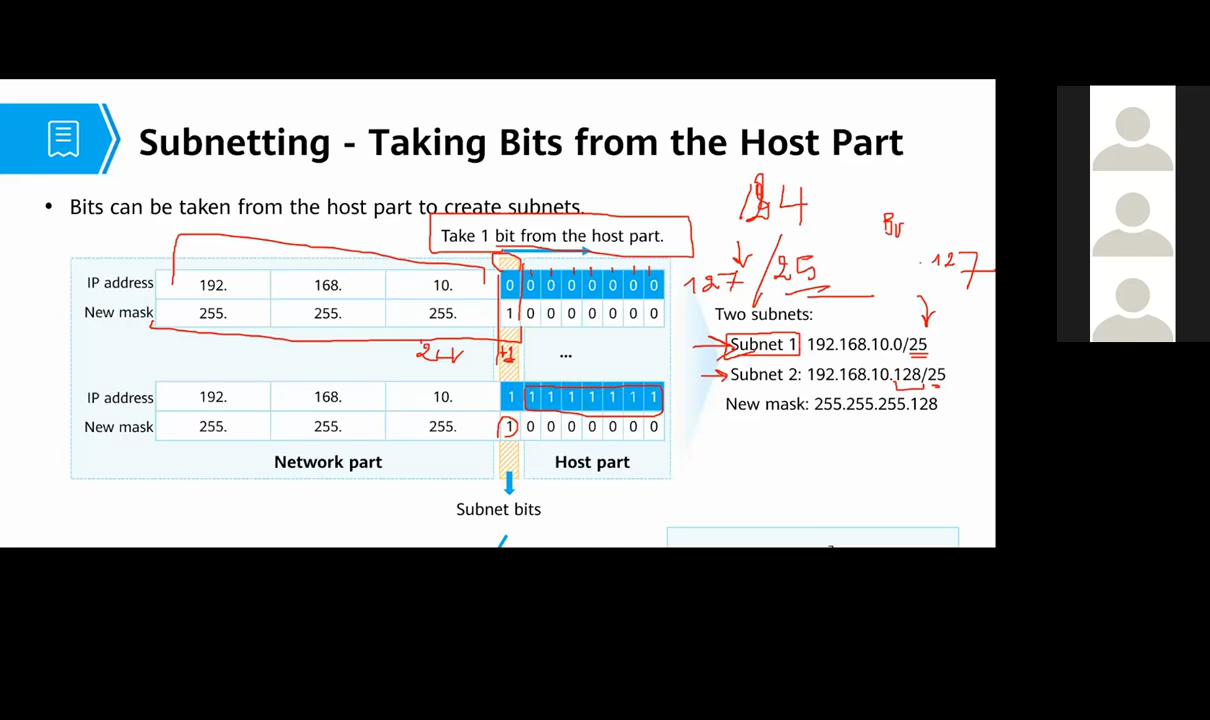 Subnetting - Taking Bits from the Host Part
• Bits can be taken from the host part to create subnets.
Take 1 bit from the host part.
/24
127 /25
127
IP address 192. 168. 10. 0 0 0 0 0 0 0 0
New mask 255. 255. 255. 1 0 0 0 0 0 0 0
24 +1
...
IP address 192. 168. 10. 1 1 1 1 1 1 1 1
New mask 255. 255. 255. 1 0 0 0 0 0 0 0
Network part Host part
Subnet bits
Two subnets:
Subnet 1 192.168.10.0/25
Subnet 2: 192.168.10.128/25
New mask: 255.255.255.128